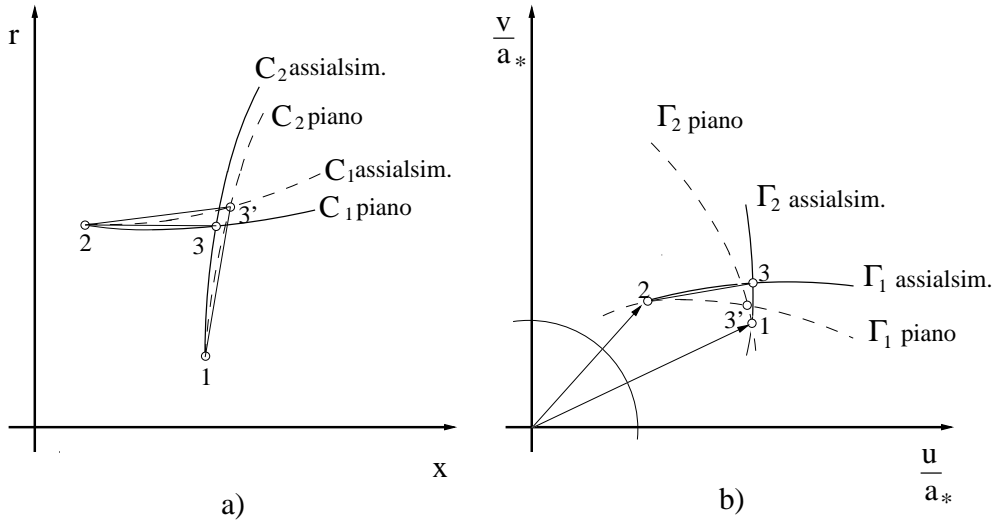 r
C₂ assialsim.
C₂ piano
C₁ assialsim.
C₁ piano
2
3
3'
1
x
a)
v
a*
Γ₂ piano
Γ₂ assialsim.
2
3
Γ₁ assialsim.
3'
1
Γ₁ piano
u
a*
b)